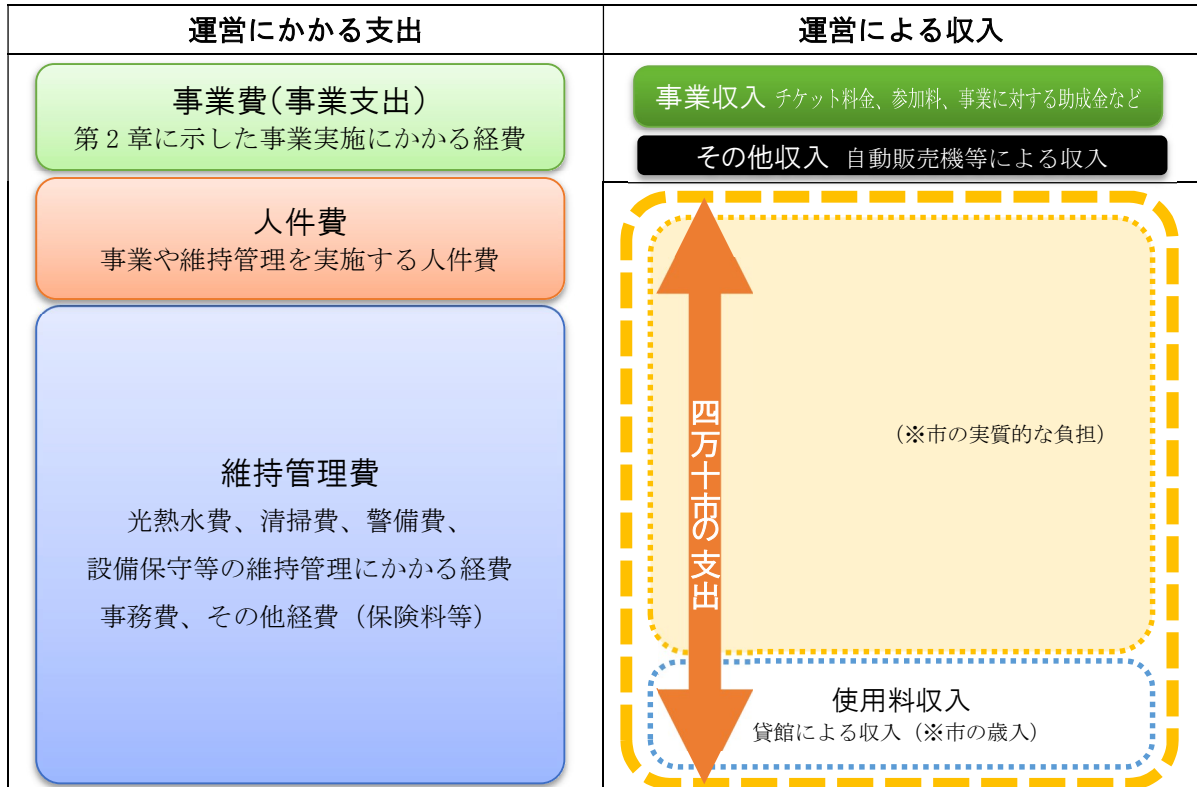 運営にかかる支出
運営による収入
事業費(事業支出)
第2章に示した事業実施にかかる経費
人件費
事業や維持管理を実施する人件費
維持管理費
光熱水費、清掃費、警備費、
設備保守等の維持管理にかかる経費
事務費、その他経費（保険料等）
事業収入 チケット料金、参加料、事業に対する助成金など
その他収入 自動販売機等による収入
四万十市の支出
（※市の実質的な負担）
使用料収入
貸館による収入（※市の歳入）